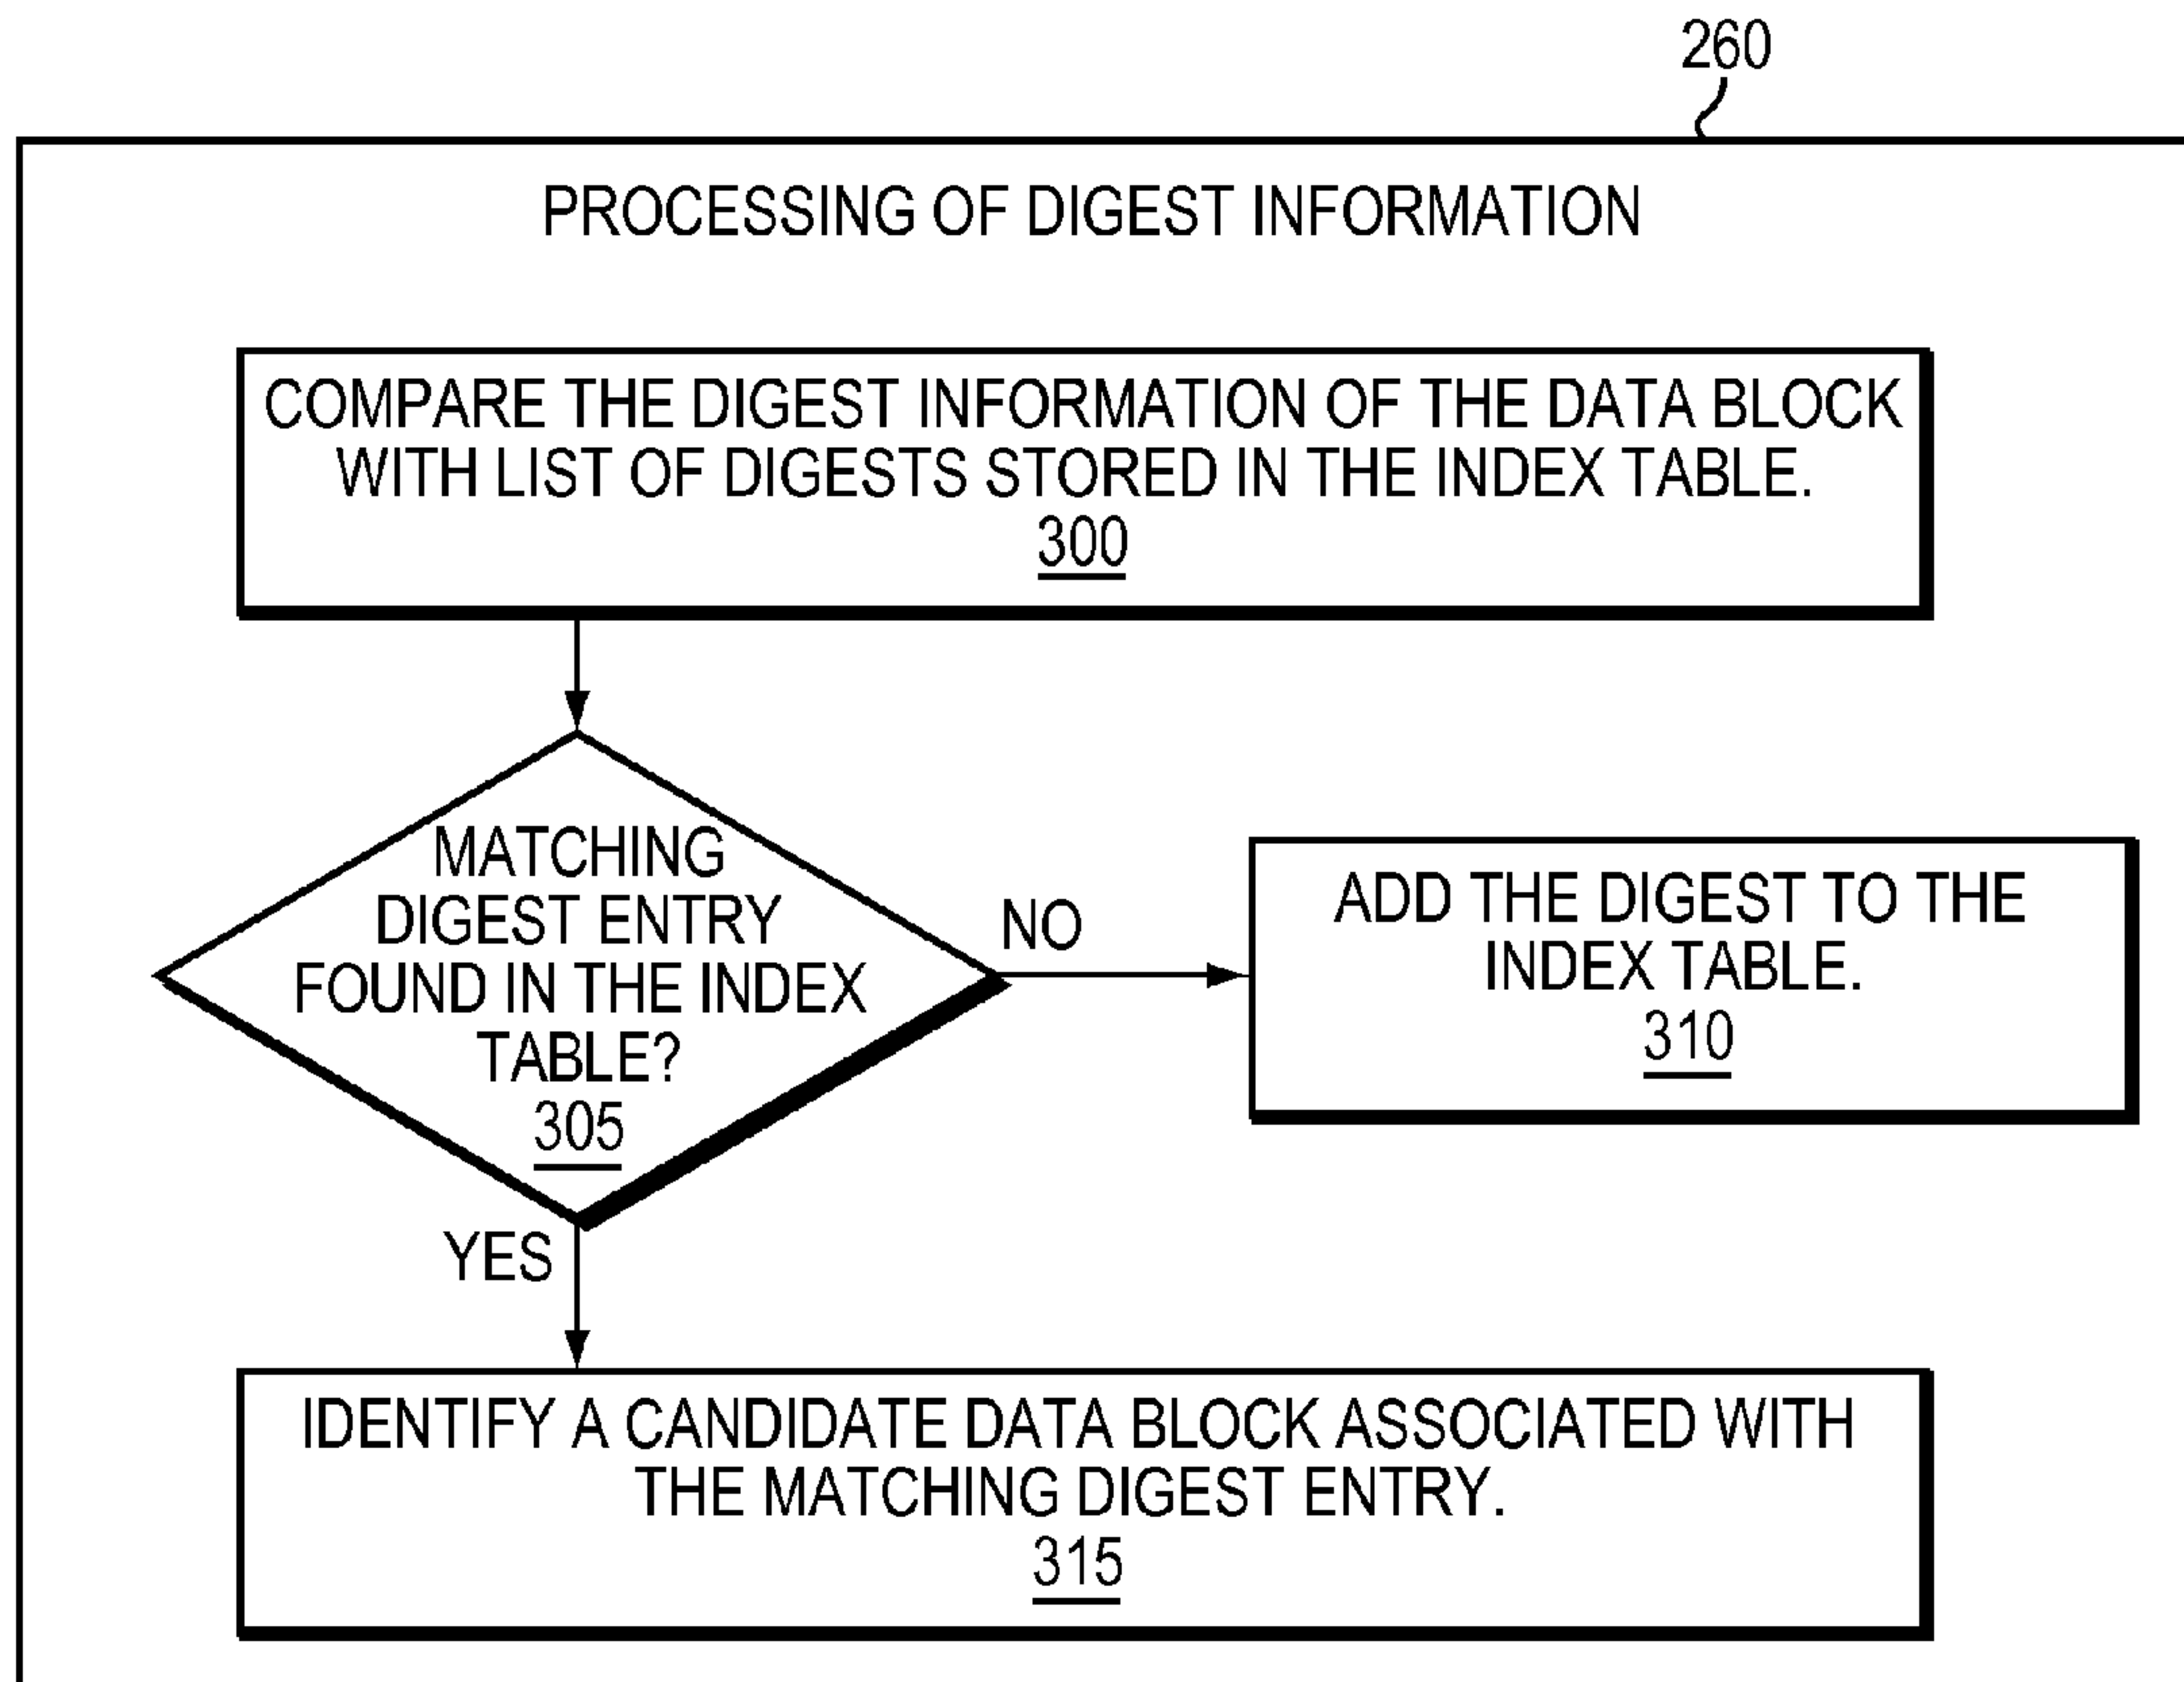 260
PROCESSING OF DIGEST INFORMATION
COMPARE THE DIGEST INFORMATION OF THE DATA BLOCK
WITH LIST OF DIGESTS STORED IN THE INDEX TABLE.
300
MATCHING
DIGEST ENTRY
FOUND IN THE INDEX
TABLE?
305
NO
ADD THE DIGEST TO THE
INDEX TABLE.
310
YES
IDENTIFY A CANDIDATE DATA BLOCK ASSOCIATED WITH
THE MATCHING DIGEST ENTRY.
315